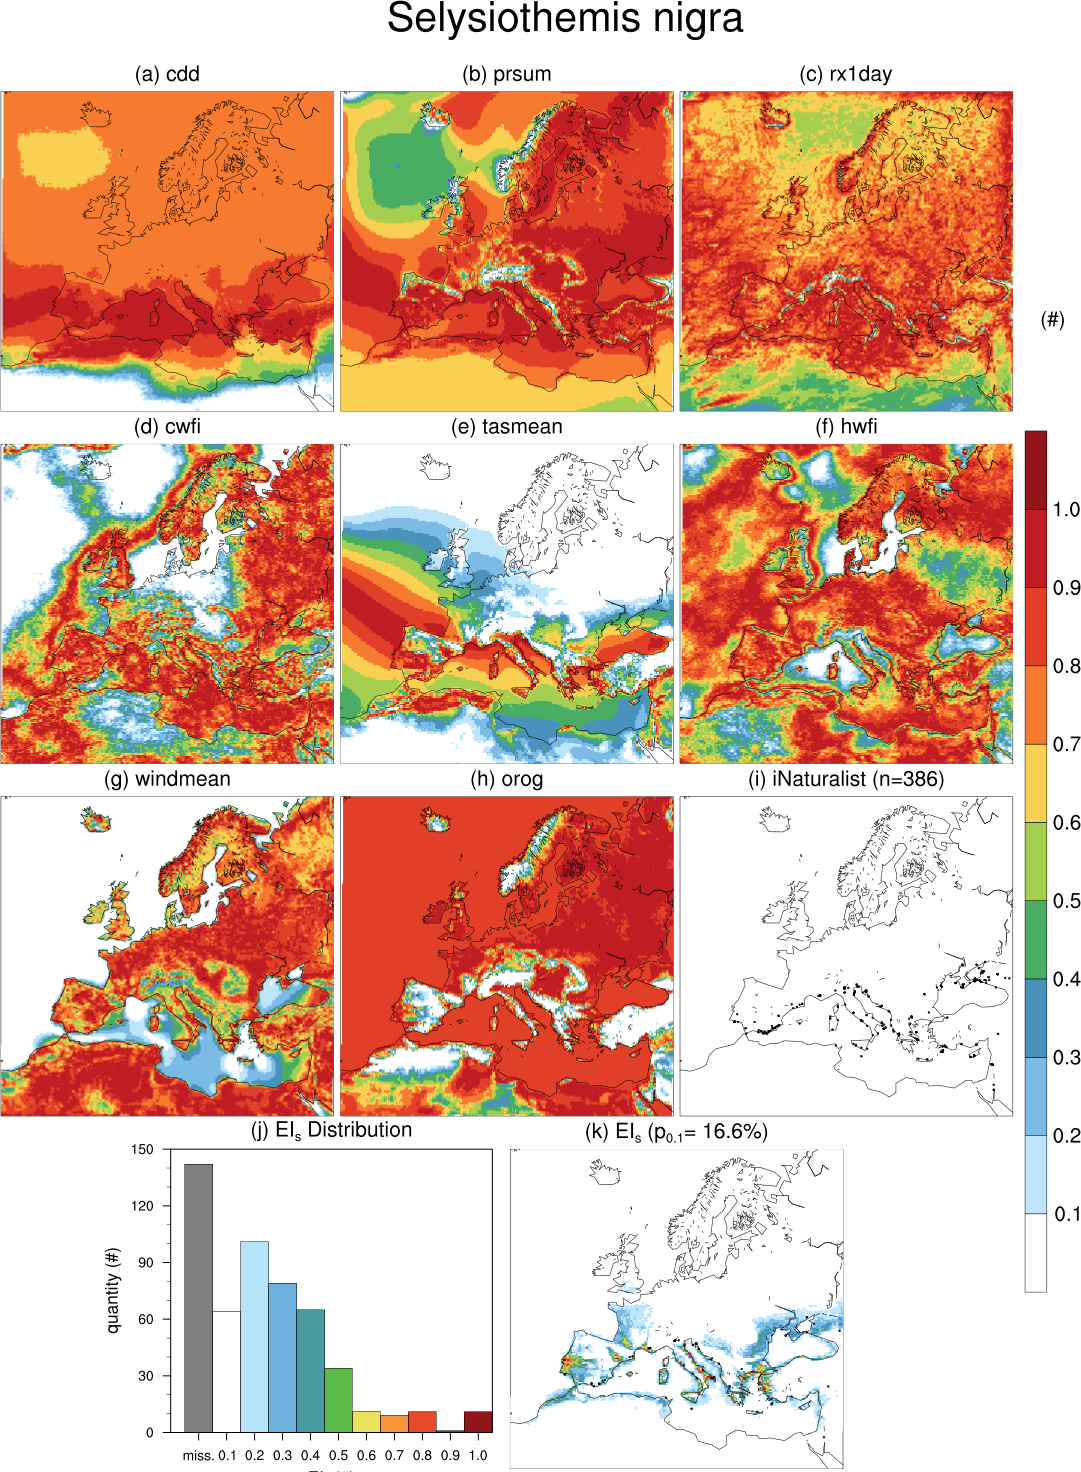 Selysiothemis nigra
(a) cdd
(b) prsum
(c) rx1day
(#)
(d) cwfi
(e) tasmean
(f) hwfi
1.0
0.9
0.8
0.7
0.6
0.5
0.4
0.3
0.2
0.1
(g) windmean
(h) orog
(i) iNaturalist (n=386)
(j) EIs Distribution
(k) EIs (p0.1= 16.6%)
quantity (#)
150
120
90
60
30
0
miss. 0.1 0.2 0.3 0.4 0.5 0.6 0.7 0.8 0.9 1.0